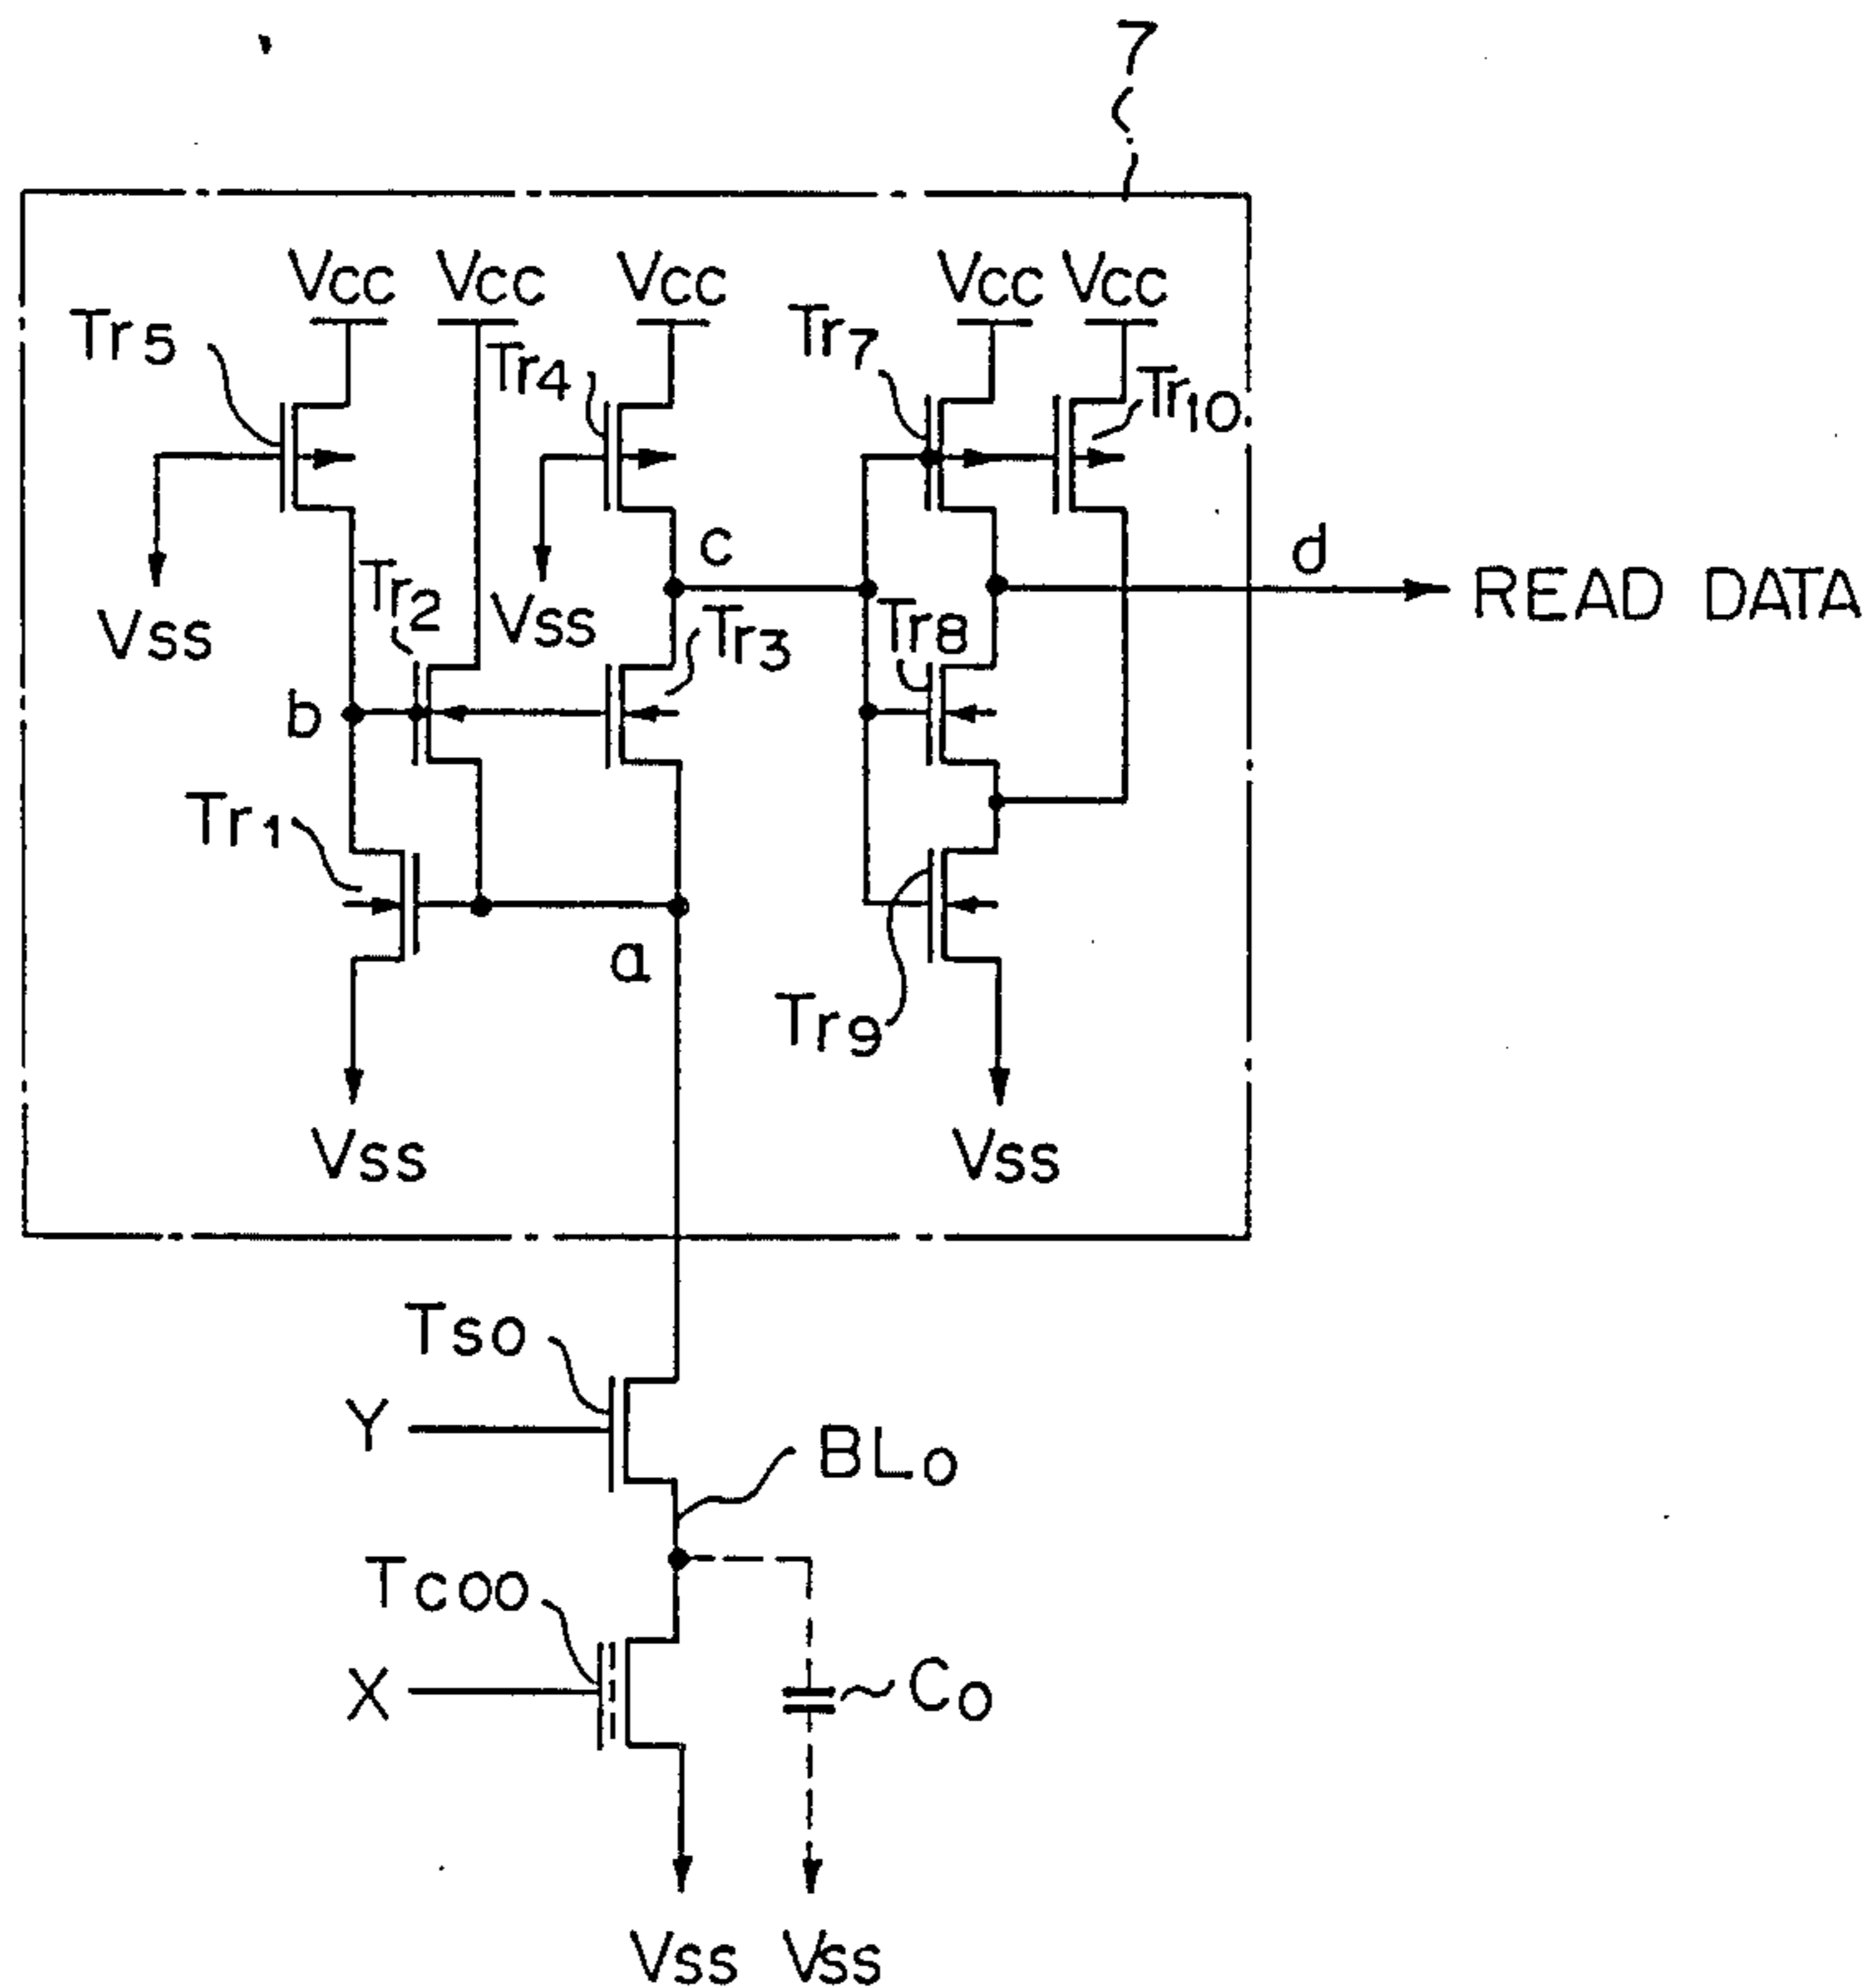 7
Vcc Vcc Vcc Vcc Vcc
Tr5 Tr4 Tr7 Tr10
c d
Vss Tr2 Vss Tr3 Tr8 READ DATA
b
Tr1
a Tr9
Vss Vss
Ts0
Y BL0
Tc00
X C0
Vss Vss